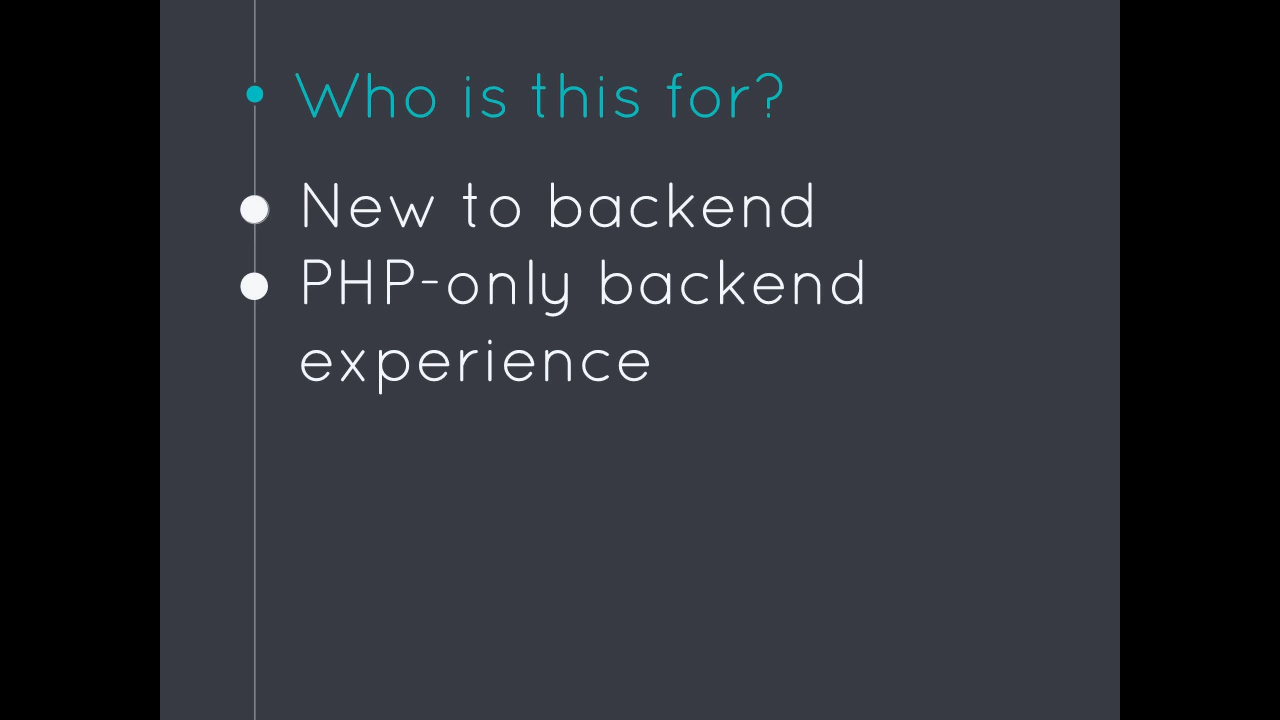 Who is this for?
New to backend
PHP-only backend
experience